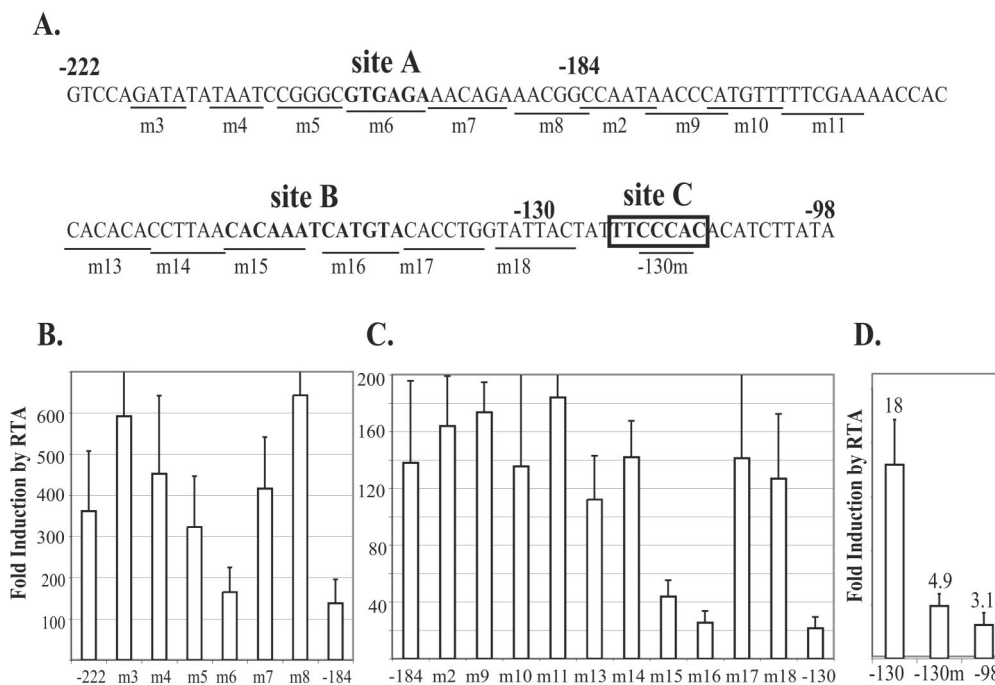 A.
site A
-222 -184
GTCCAGATATATAATCCGGGCGTGAGAAACAGAAACGGCCAATAACCCATGTTTTTCGAAAACCAC
m3 m4 m5 m6 m7 m8 m2 m9 m10 m11
site B -130 site C -98
CACACACCTTAACACAAATCATGTACACCTGGTATTACTATTTCCCACACATCTTATA
m13 m14 m15 m16 m17 m18 -130m
B.
Fold Induction by RTA
600
500
400
300
200
100
-222 m3 m4 m5 m6 m7 m8 -184
C.
200
160
120
80
40
-184 m2 m9 m10 m11 m13 m14 m15 m16 m17 m18 -130
D.
Fold Induction by RTA
18
4.9
3.1
-130 -130m -98